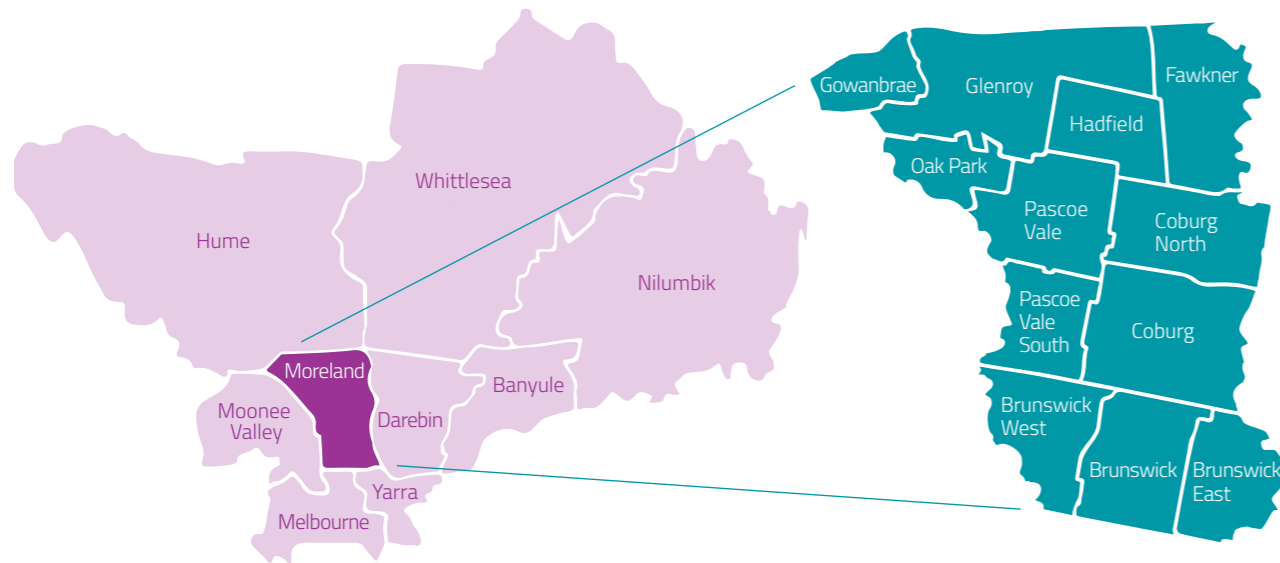 Whittlesea
Hume
Nilumbik
Moreland
Banyule
Moonee
Valley
Darebin
Yarra
Melbourne
Gowanbrae
Glenroy
Fawkner
Hadfield
Oak Park
Pascoe
Vale
Coburg
North
Pascoe
Vale
South
Coburg
Brunswick
West
Brunswick
Brunswick
East